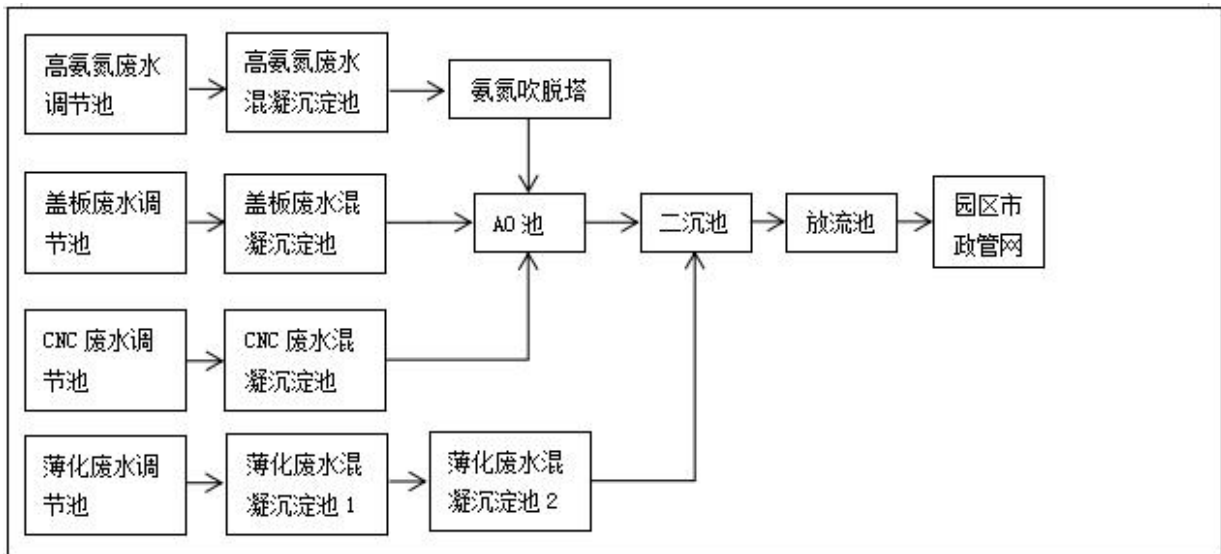 高氨氮废水
调节池
高氨氮废水
混凝沉淀池
氨氮吹脱塔
盖板废水调
节池
盖板废水混
凝沉淀池
AO 池
二沉池
放流池
园区市
政管网
CNC 废水调
节池
CNC 废水混
凝沉淀池
薄化废水调
节池
薄化废水混
凝沉淀池 1
薄化废水混
凝沉淀池 2